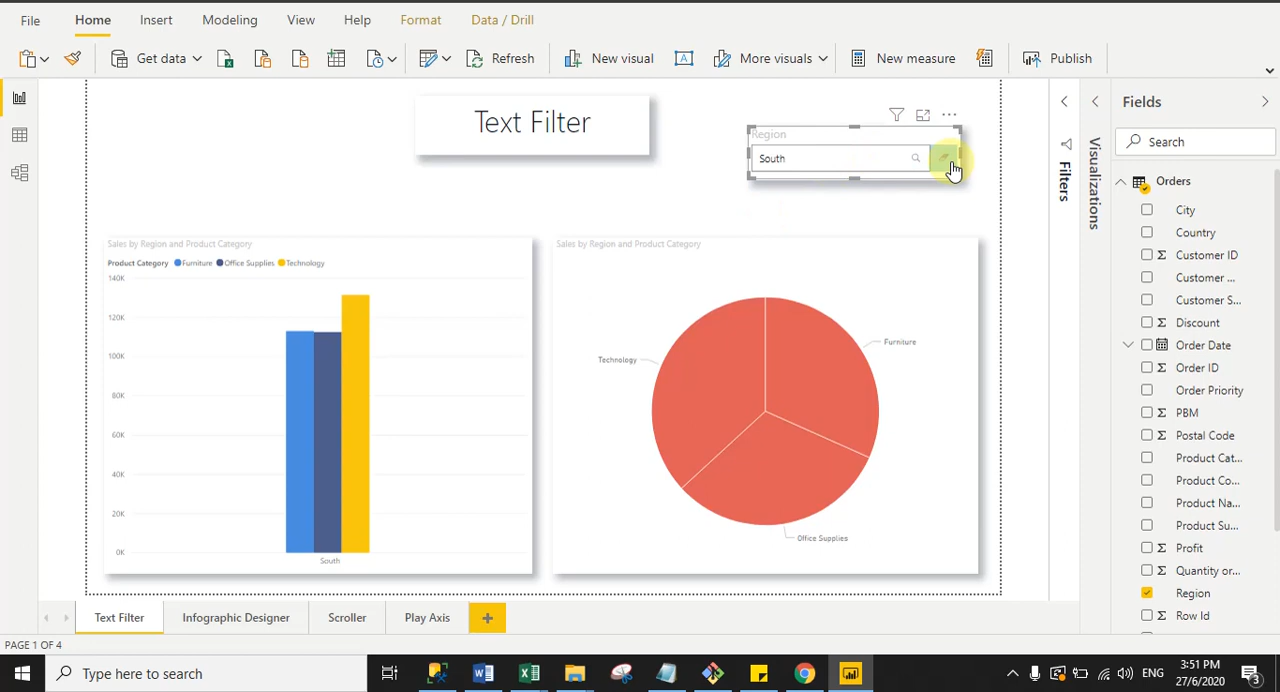 File Home Insert Modeling View Help Format Data / Drill
Get data Refresh New visual More visuals New measure Publish
Text Filter
Region
South
Sales by Region and Product Category
Product Category Furniture Office Supplies Technology
140K
120K
100K
80K
60K
40K
20K
0K
South
Sales by Region and Product Category
Furniture
Technology
Office Supplies
Filters
Visualizations
Fields
Search
Orders
City
Country
Customer ID
Customer ...
Customer S...
Discount
Order Date
Order ID
Order Priority
PBM
Postal Code
Product Cat...
Product Co...
Product Na...
Product Su...
Profit
Quantity or...
Region
Row Id
Text Filter Infographic Designer Scroller Play Axis
PAGE 1 OF 4
Type here to search
ENG
3:51 PM
27/6/2020
3